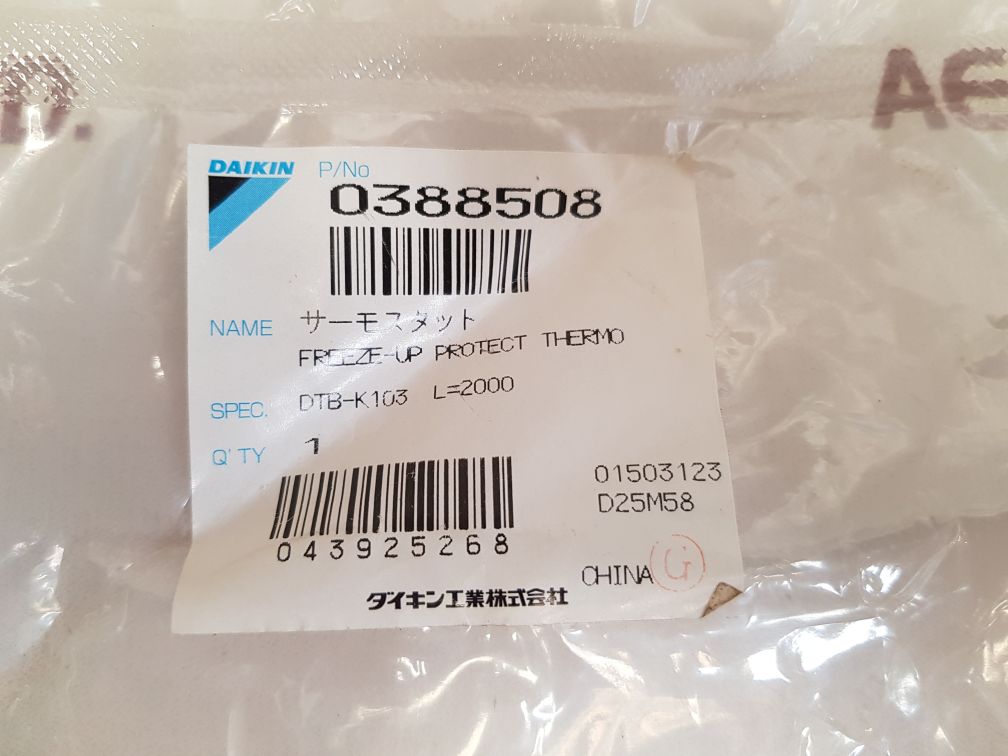 D.
AE
DAIKIN
P/No
0388508
NAME サーモスタット
FREEZE-UP PROTECT THERMO
SPEC. DTB-K103 L=2000
Q'TY 1
01503123
D25M58
043925268
CHINA G
ダイキン工業株式会社